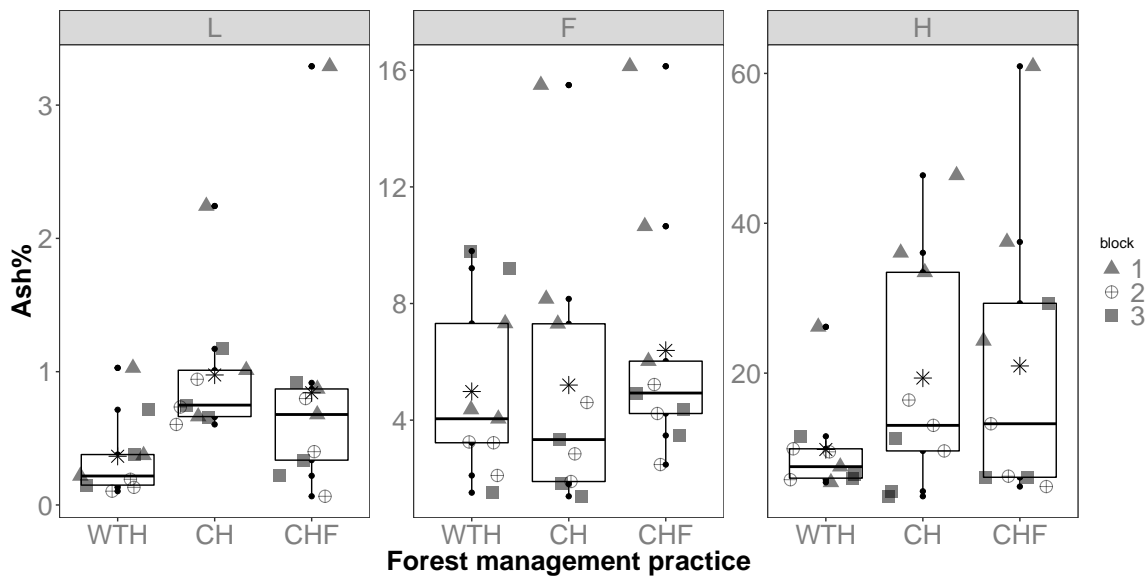 L F H
Ash%
3
2
1
0
16
12
8
4
60
40
20
WTH CH CHF WTH CH CHF WTH CH CHF
Forest management practice
block
1
2
3